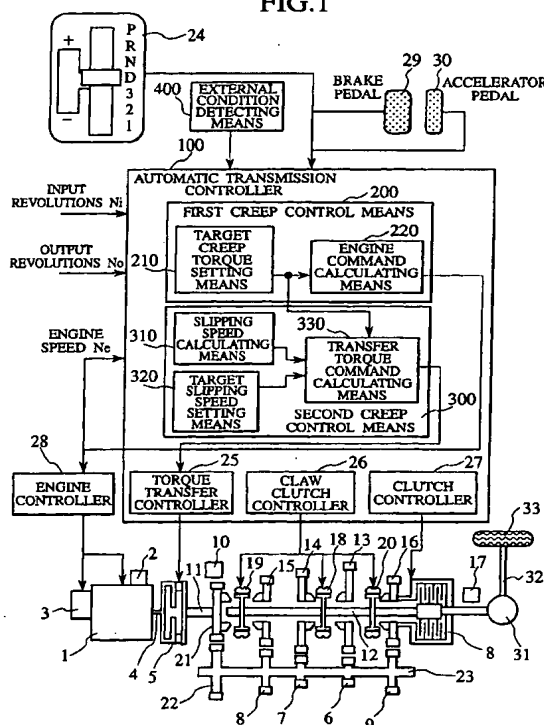 FIG.1
24
+
−
P
R
N
D
3
2
1
400
EXTERNAL
CONDITION
DETECTING
MEANS
BRAKE
PEDAL
29
30
ACCELERATOR
PEDAL
100
AUTOMATIC TRANSMISSION
CONTROLLER
INPUT
REVOLUTIONS Ni
OUTPUT
REVOLUTIONS No
ENGINE
SPEED Ne
200
FIRST CREEP CONTROL MEANS
210
TARGET
CREEP
TORQUE
SETTING
MEANS
220
ENGINE
COMMAND
CALCULATING
MEANS
310
SLIPPING
SPEED
CALCULATING
MEANS
320
TARGET
SLIPPING
SPEED
SETTING
MEANS
330
TRANSFER
TORQUE
COMMAND
CALCULATING
MEANS
SECOND CREEP
CONTROL MEANS
300
28
ENGINE
CONTROLLER
25
TORQUE
TRANSFER
CONTROLLER
26
CLAW
CLUTCH
CONTROLLER
27
CLUTCH
CONTROLLER
33
2
10
11
19
15
14
18
13
20
16
17
32
3
1
4
5
21
12
8
31
22
8
7
6
9
23